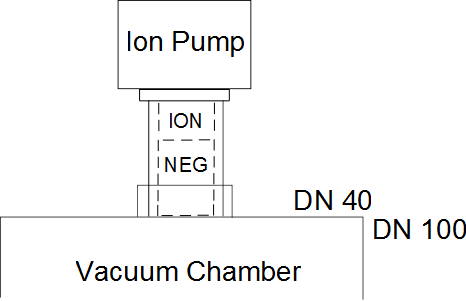 Ion Pump
ION
NEG
DN 40
DN 100
Vacuum Chamber